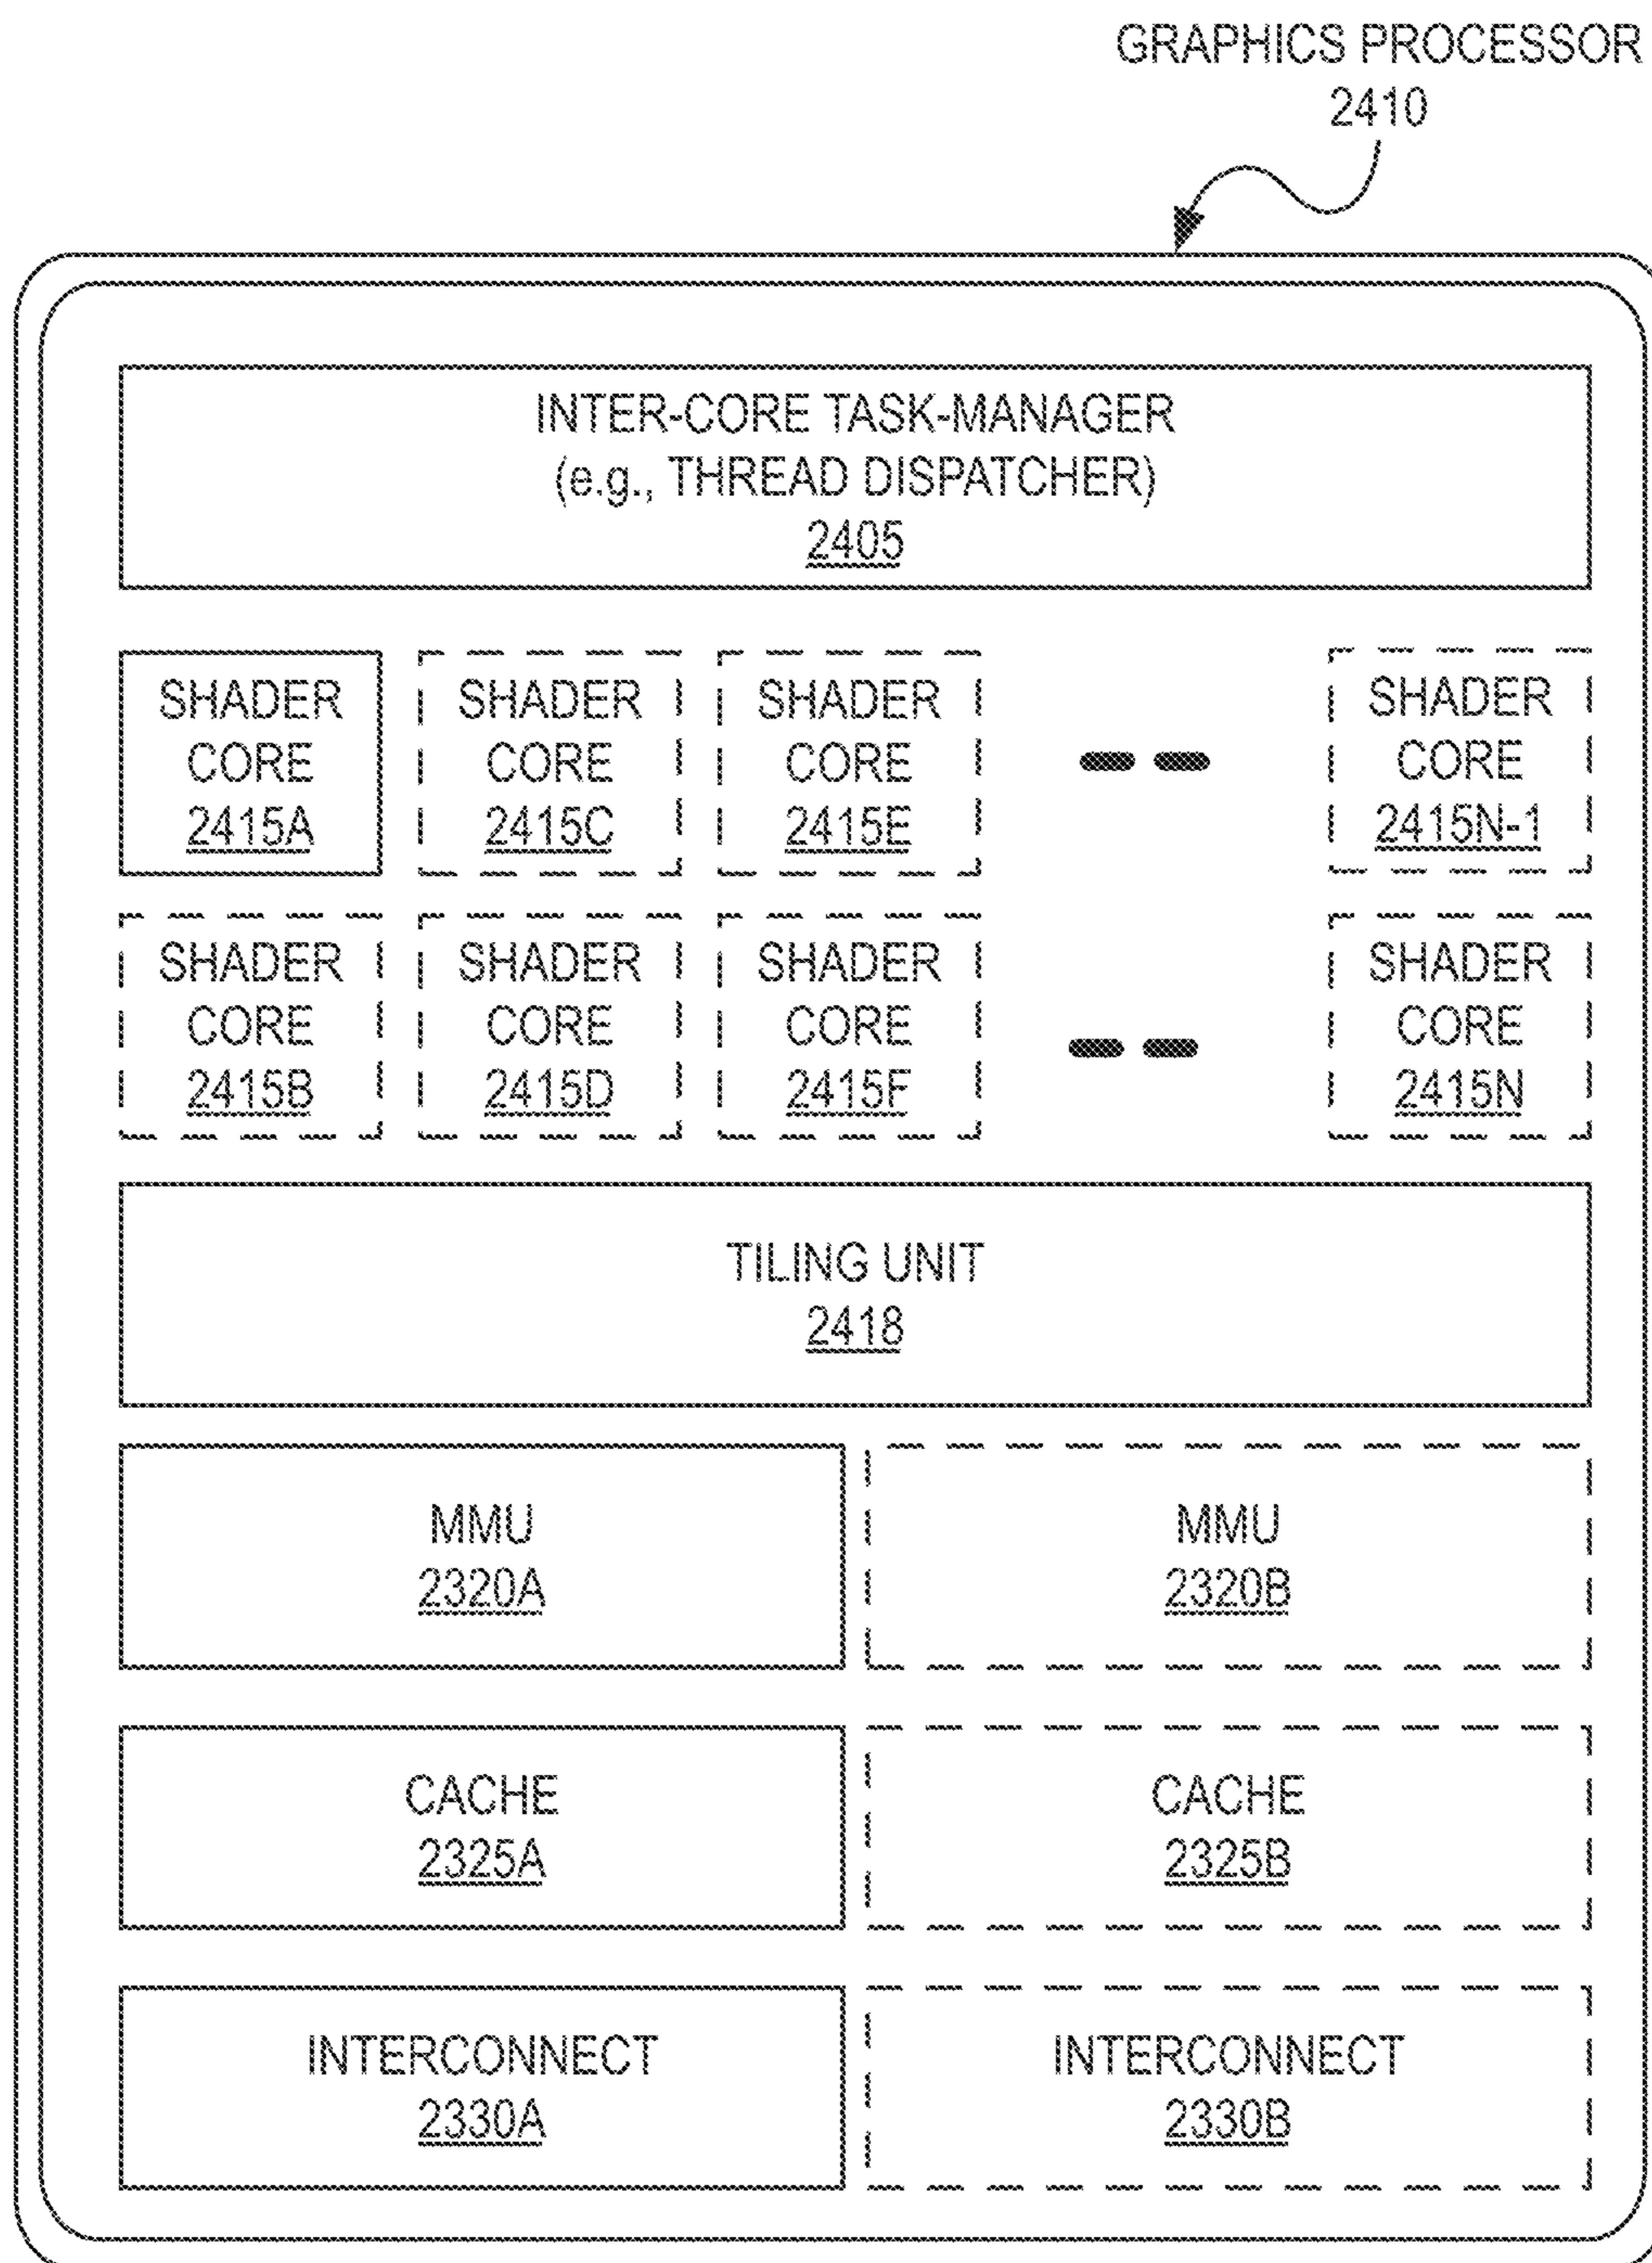 GRAPHICS PROCESSOR
2410
INTER-CORE TASK-MANAGER
(e.g., THREAD DISPATCHER)
2405
SHADER
CORE
2415A
SHADER
CORE
2415C
SHADER
CORE
2415E
SHADER
CORE
2415N-1
SHADER
CORE
2415B
SHADER
CORE
2415D
SHADER
CORE
2415F
SHADER
CORE
2415N
TILING UNIT
2418
MMU
2320A
MMU
2320B
CACHE
2325A
CACHE
2325B
INTERCONNECT
2330A
INTERCONNECT
2330B